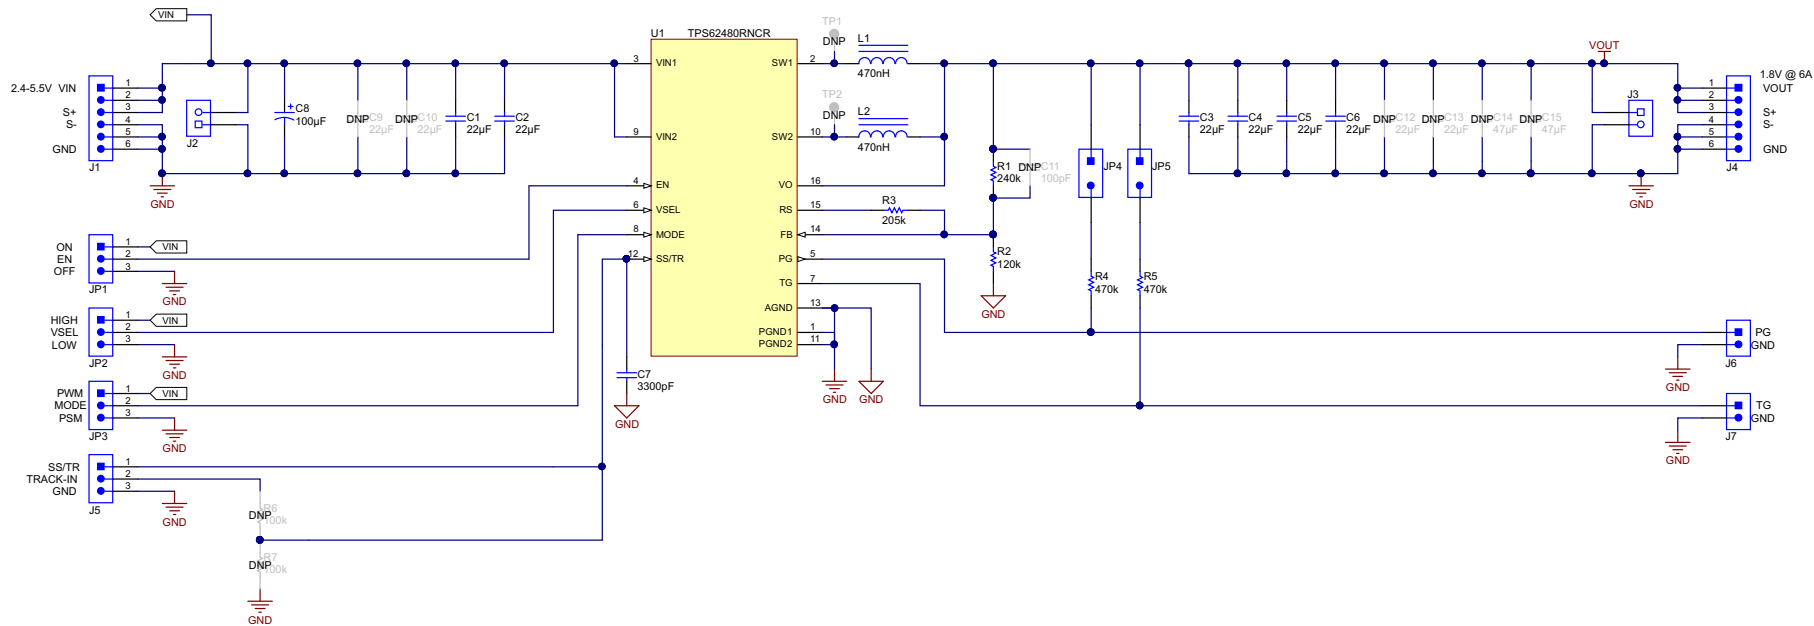 VIN
U1 TPS62480RNCR
TP1
DNP
L1
470nH
VOUT
2.4-5.5V VIN
S+
S-
GND
1
2
3
4
5
6
J1
GND
J2
+
C8
100µF
DNP
C9
22µF
DNP
C10
22µF
C1
22µF
C2
22µF
3
VIN1
9
VIN2
4
EN
6
VSEL
8
MODE
12
SS/TR
SW1
2
SW2
10
VO
16
RS
15
FB
14
PG
5
TG
7
AGND
13
PGND1
1
PGND2
11
TP2
DNP
L2
470nH
R3
205k
R1
240k
DNP
C11
100pF
R2
120k
GND
JP4
JP5
R4
470k
R5
470k
C3
22µF
C4
22µF
C5
22µF
C6
22µF
DNP
C12
22µF
DNP
C13
22µF
DNP
C14
47µF
DNP
C15
47µF
J3
GND
1.8V @ 6A
VOUT
S+
S-
GND
1
2
3
4
5
6
J4
ON
EN
OFF
1
2
3
JP1
VIN
GND
HIGH
VSEL
LOW
1
2
3
JP2
VIN
GND
PWM
MODE
PSM
1
2
3
JP3
VIN
GND
SS/TR
TRACK-IN
GND
1
2
3
J5
GND
DNP
R6
100k
DNP
R7
100k
GND
C7
3300pF
GND
GND
GND
PG
GND
J6
GND
TG
GND
J7
GND